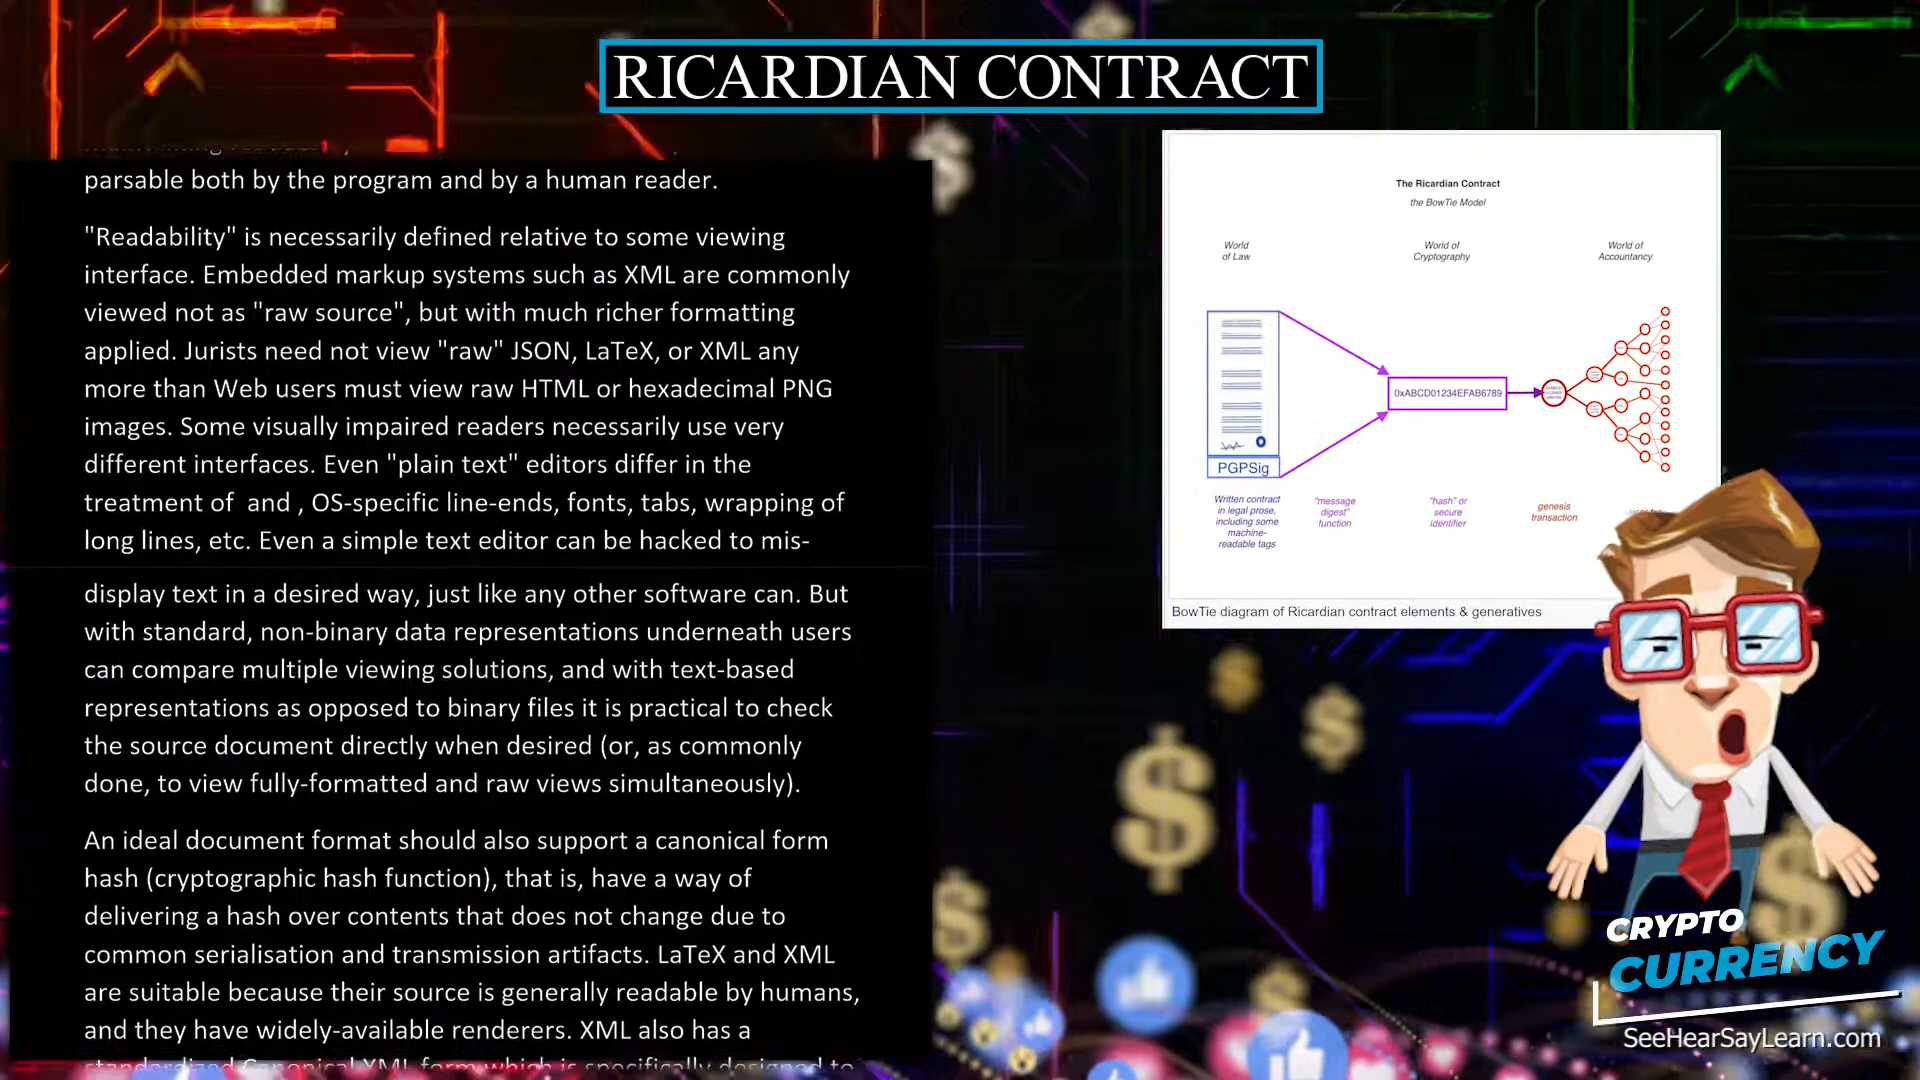 RICARDIAN CONTRACT
parsable both by the program and by a human reader.
"Readability" is necessarily defined relative to some viewing
interface. Embedded markup systems such as XML are commonly
viewed not as "raw source", but with much richer formatting
applied. Jurists need not view "raw" JSON, LaTeX, or XML any
more than Web users must view raw HTML or hexadecimal PNG
images. Some visually impaired readers necessarily use very
different interfaces. Even "plain text" editors differ in the
treatment of  and , OS-specific line-ends, fonts, tabs, wrapping of
long lines, etc. Even a simple text editor can be hacked to mis-
display text in a desired way, just like any other software can. But
with standard, non-binary data representations underneath users
can compare multiple viewing solutions, and with text-based
representations as opposed to binary files it is practical to check
the source document directly when desired (or, as commonly
done, to view fully-formatted and raw views simultaneously).
An ideal document format should also support a canonical form
hash (cryptographic hash function), that is, have a way of
delivering a hash over contents that does not change due to
common serialisation and transmission artifacts. LaTeX and XML
are suitable because their source is generally readable by humans,
and they have widely-available renderers. XML also has a
standardized Canonical XML form which is specifically designed to
The Ricardian Contract
the BowTie Model
World
of Law
World of
Cryptography
World of
Accountancy
0xABCD01234EFAB6789
PGPSig
Written contract
in legal prose,
including some
machine-
readable tags
"message
digest"
function
"hash" or
secure
identifier
genesis
transaction
BowTie diagram of Ricardian contract elements & generatives
CRYPTO
CURRENCY
SeeHearSayLearn.com